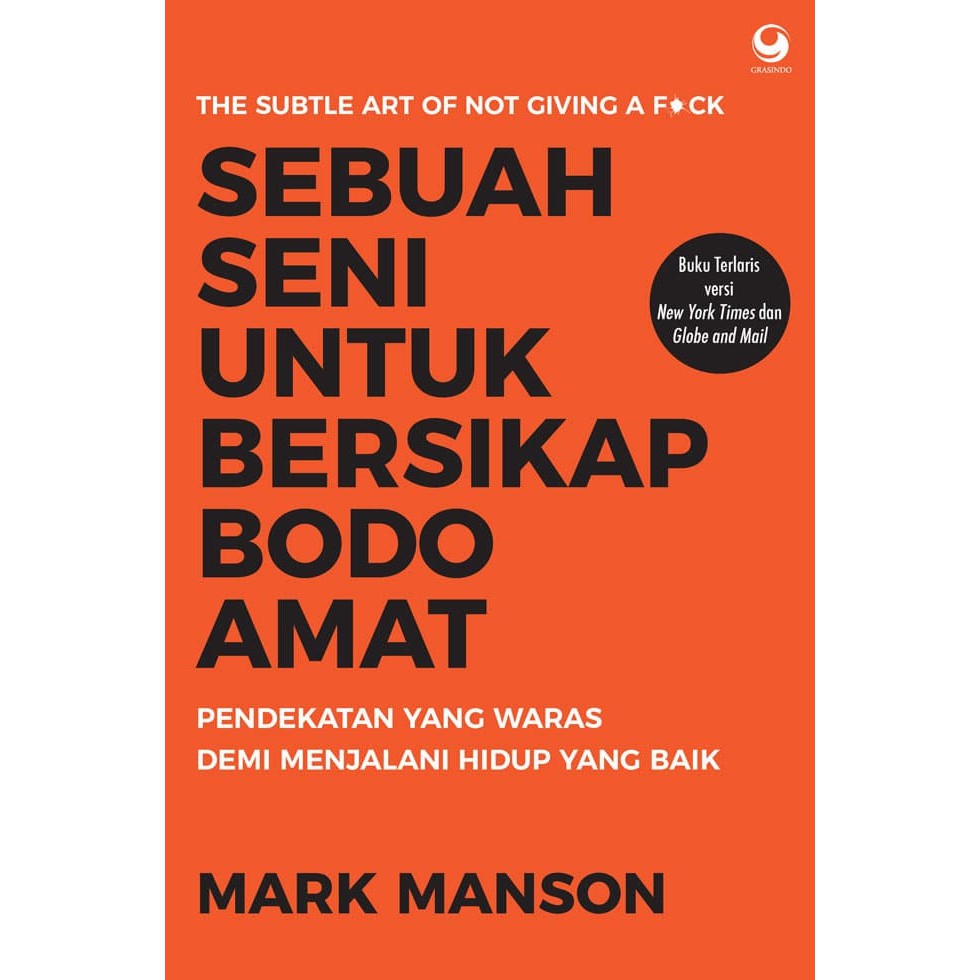 GRASINDO
THE SUBTLE ART OF NOT GIVING A F*CK
SEBUAH
SENI
UNTUK
BERSIKAP
BODO
AMAT
Buku Terlaris
versi
New York Times dan
Globe and Mail
PENDEKATAN YANG WARAS
DEMI MENJALANI HIDUP YANG BAIK
MARK MANSON